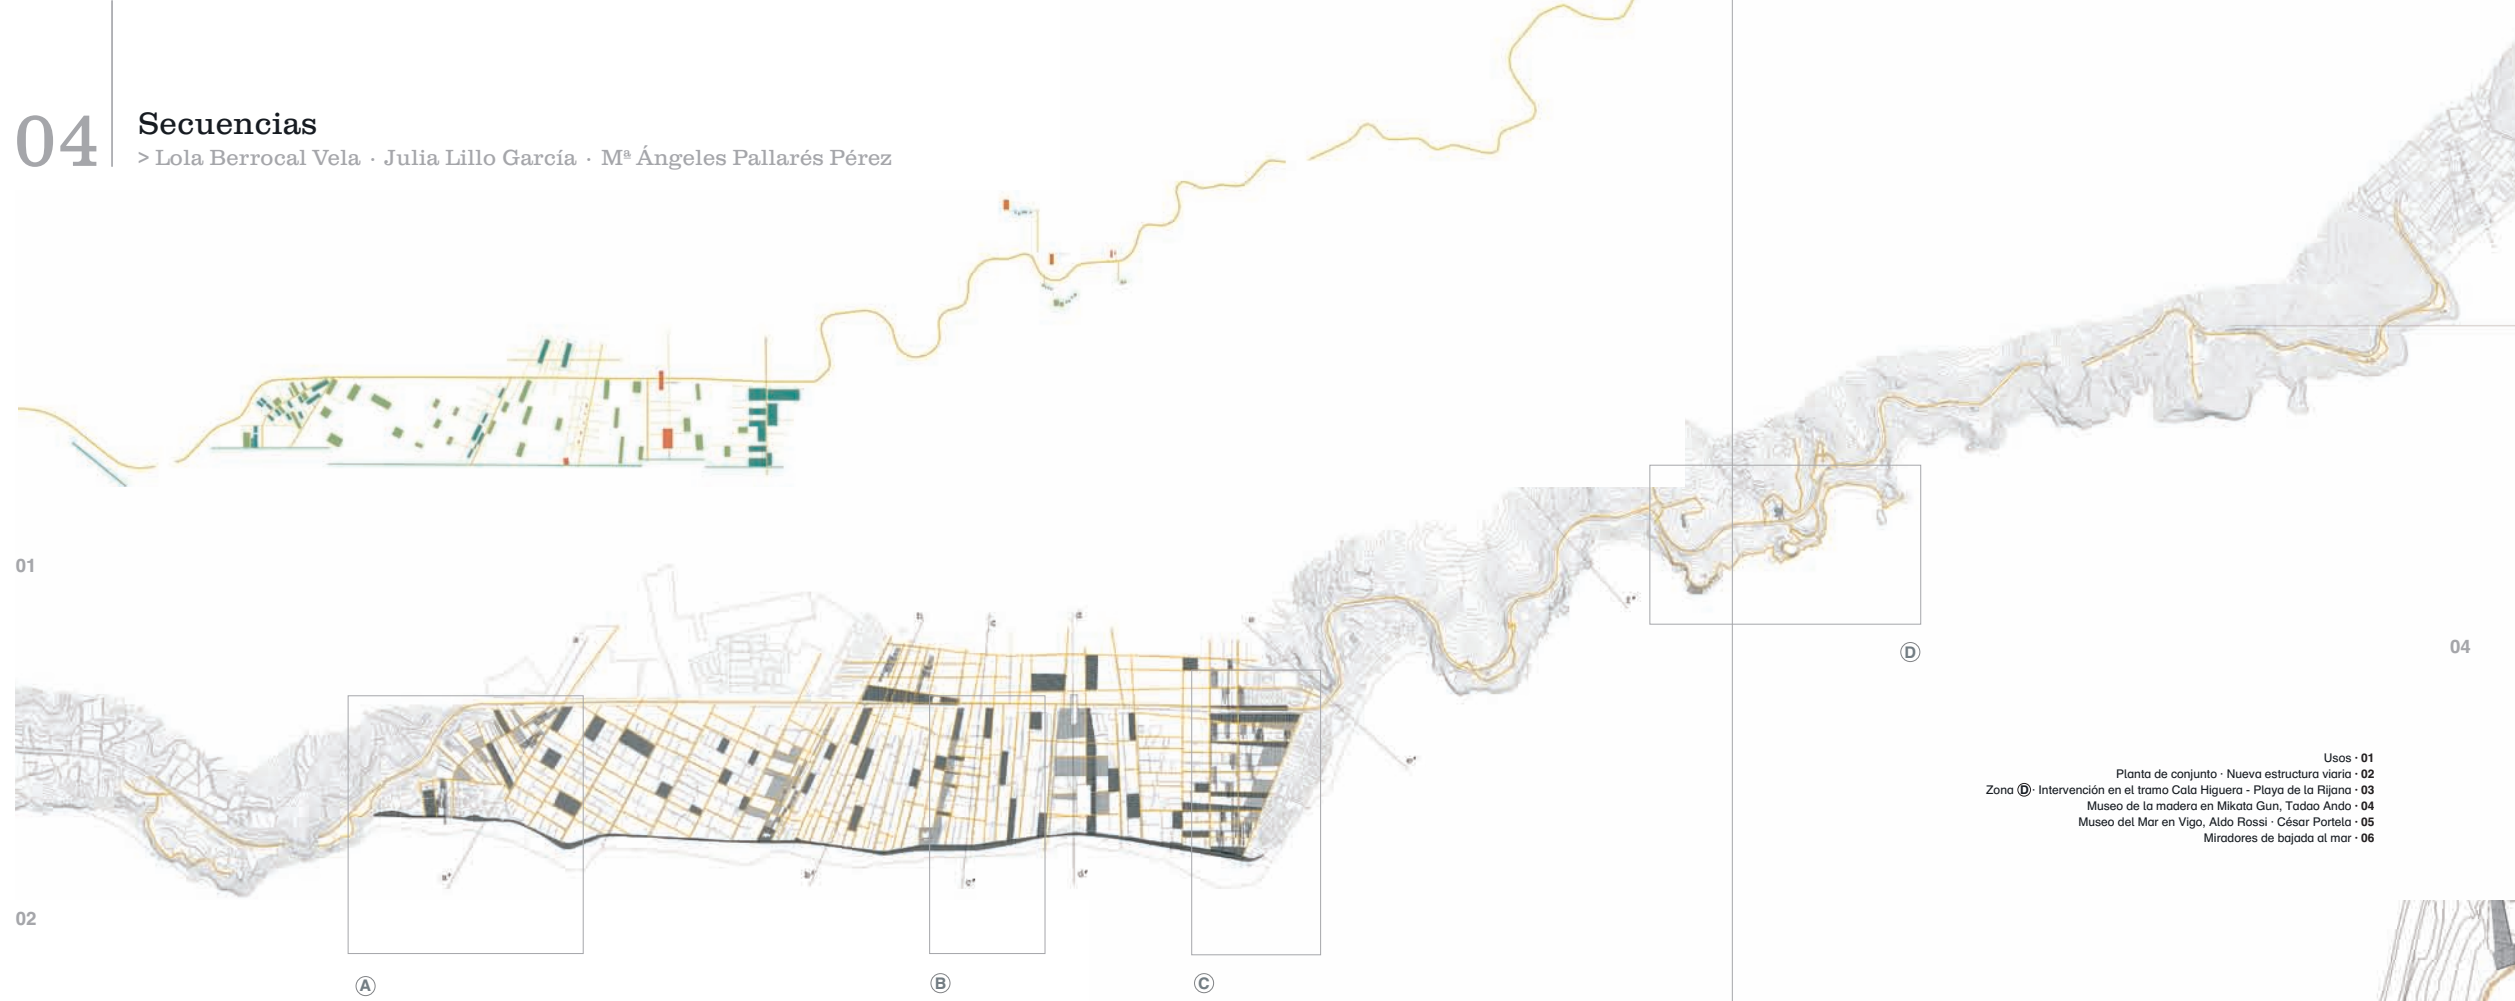 04
Secuencias
> Lola Berrocal Vela · Julia Lillo García · Mª Ángeles Pallarés Pérez
01
a
b
c
d
e
f'
e'
D
04
Usos · 01
Planta de conjunto · Nueva estructura viaria · 02
Zona D · Intervención en el tramo Cala Higuera - Playa de la Rijana · 03
Museo de la madera en Mikata Gun, Tadao Ando · 04
Museo del Mar en Vigo, Aldo Rossi · César Portela · 05
Miradores de bajada al mar · 06
a'
b'
c'
d'
02
A
B
C